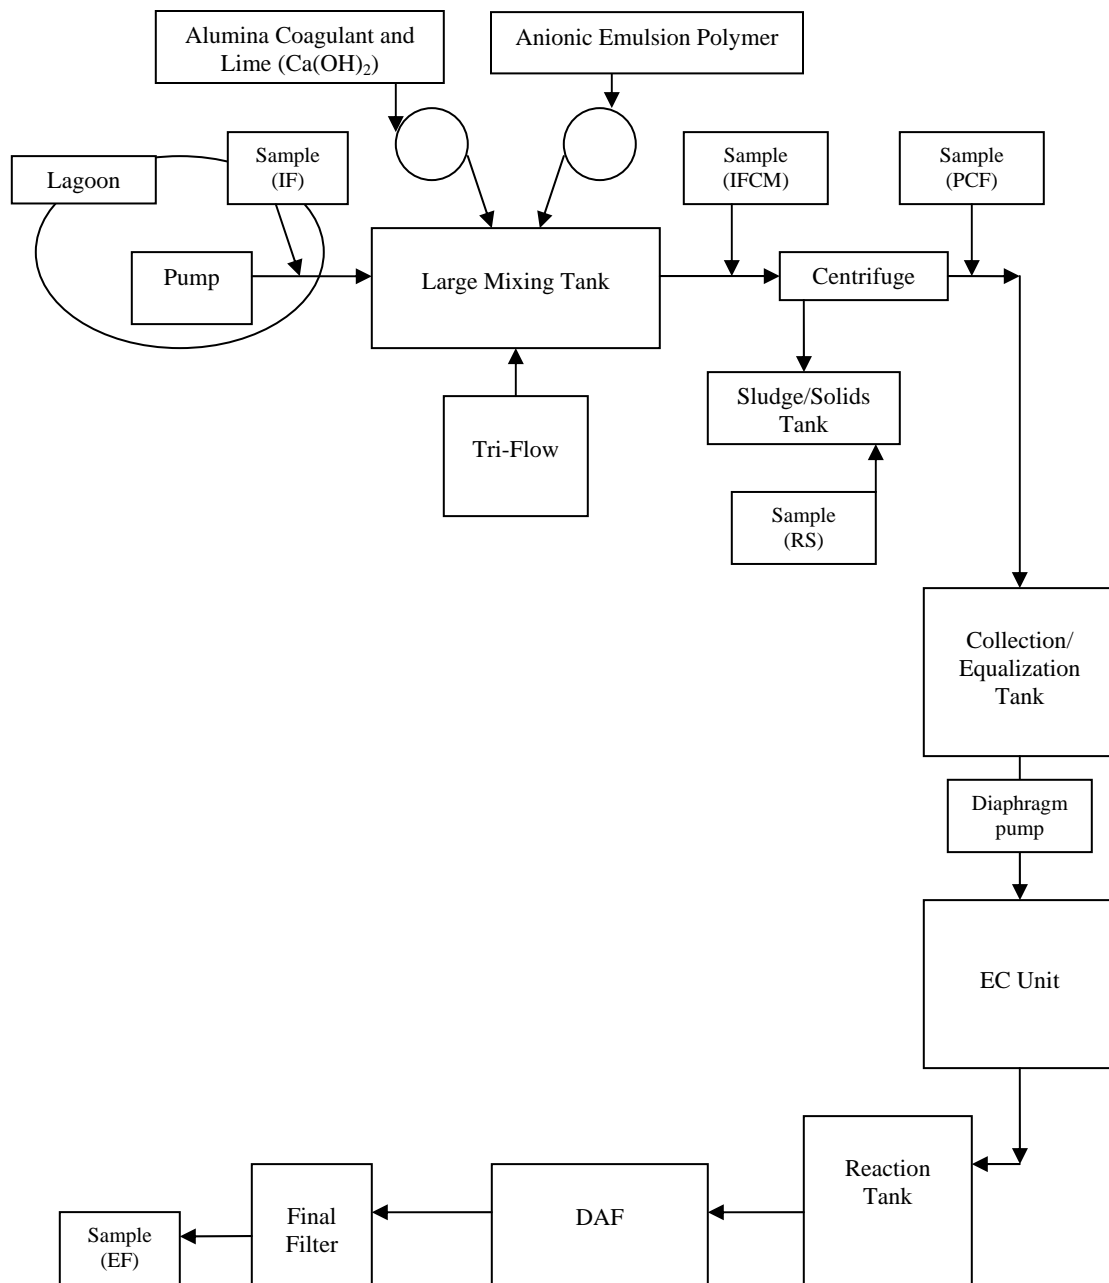 Alumina Coagulant and
Lime (Ca(OH)₂)
Anionic Emulsion Polymer
Lagoon
Sample
(IF)
Sample
(IFCM)
Sample
(PCF)
Pump
Large Mixing Tank
Centrifuge
Sludge/Solids
Tank
Tri-Flow
Sample
(RS)
Collection/
Equalization
Tank
Diaphragm
pump
EC Unit
Reaction
Tank
DAF
Final
Filter
Sample
(EF)